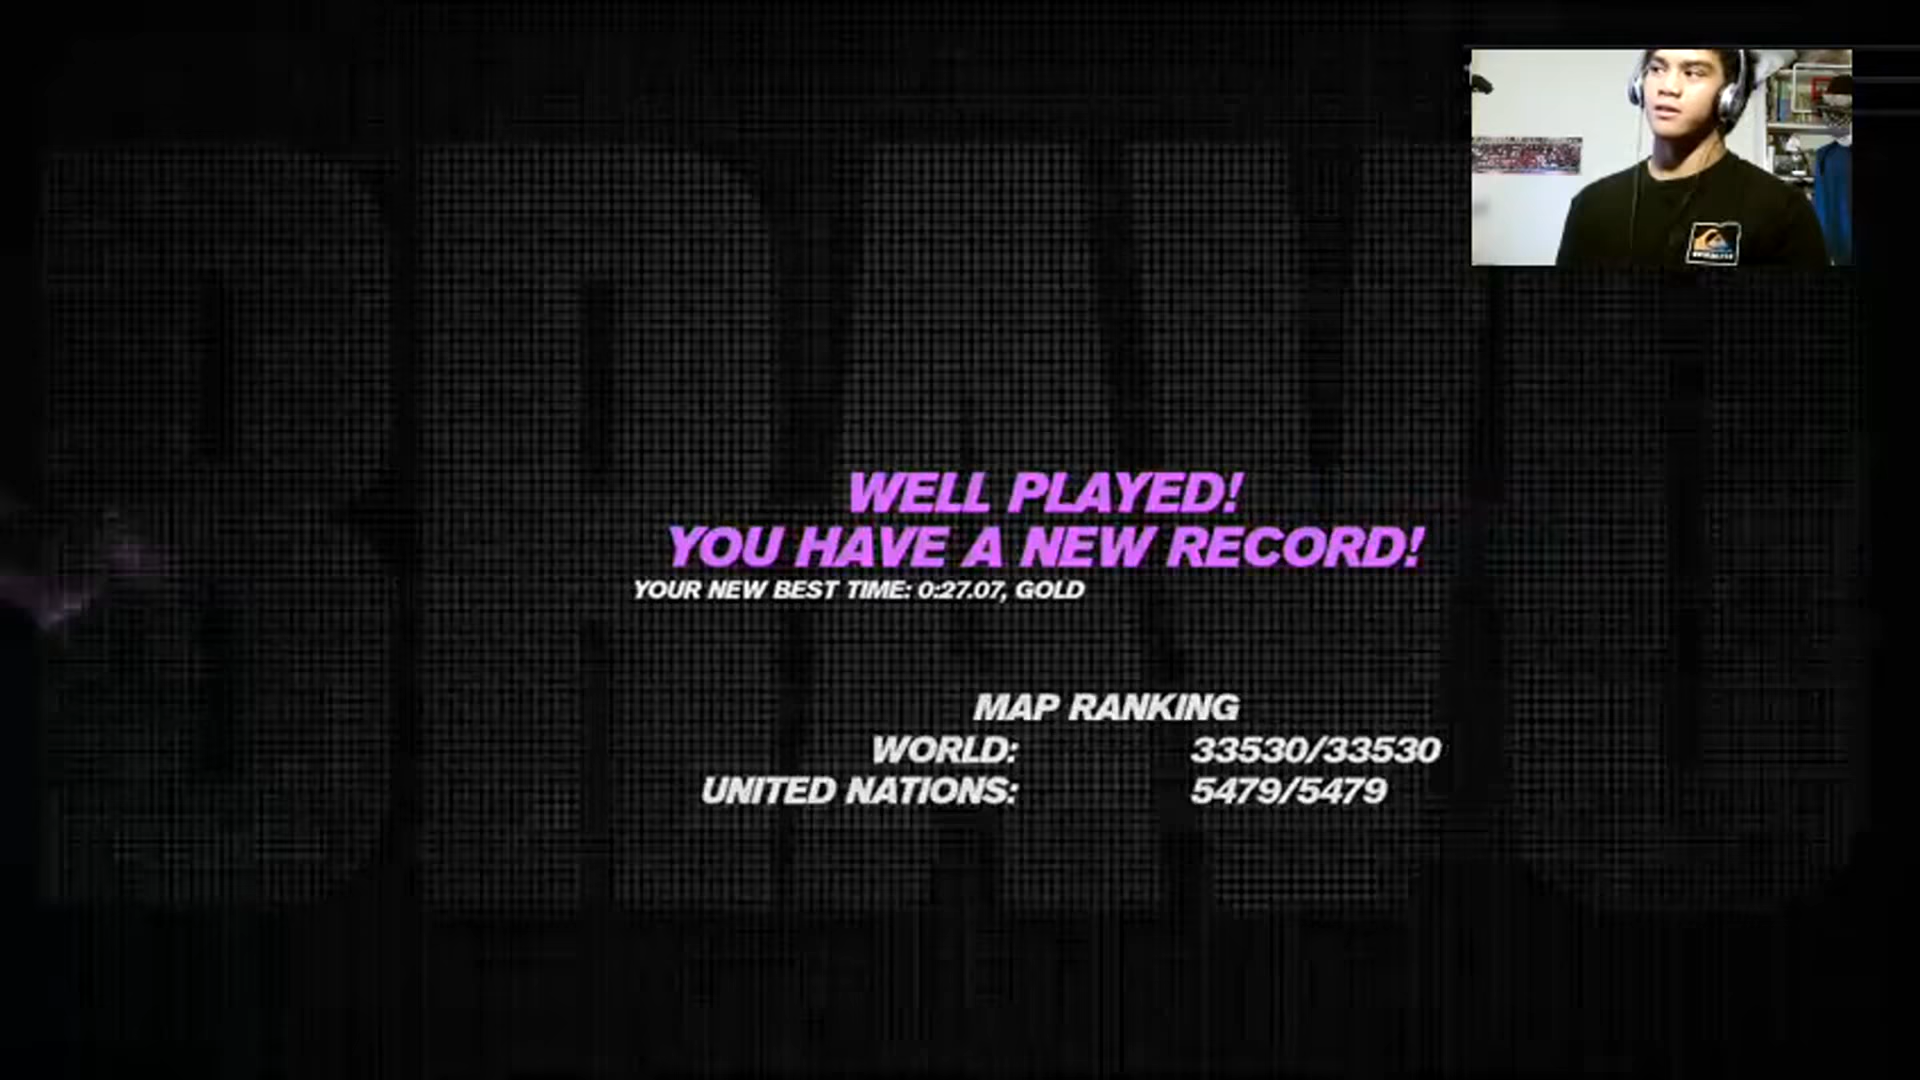 BRAVO
WELL PLAYED!
YOU HAVE A NEW RECORD!
YOUR NEW BEST TIME: 0:27.07, GOLD
MAP RANKING
WORLD: 33530/33530
UNITED NATIONS: 5479/5479